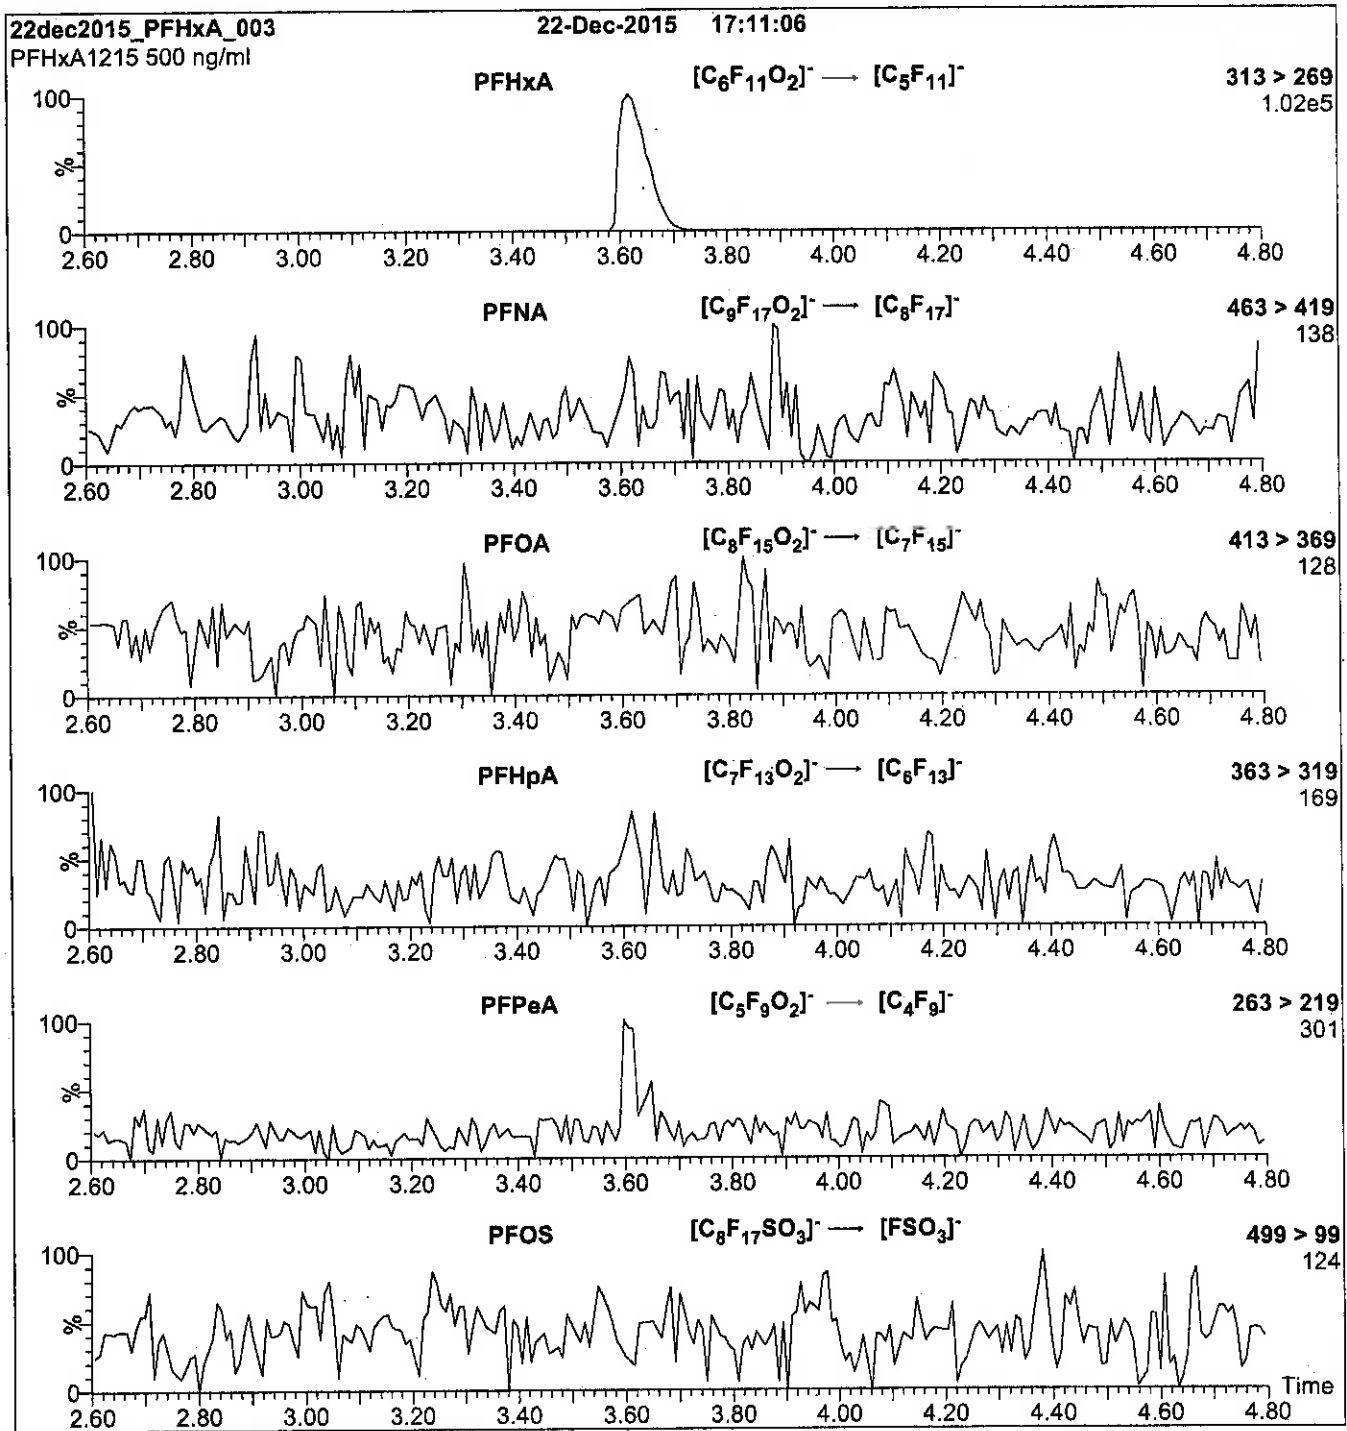 22dec2015_PFHxA_003 22-Dec-2015 17:11:06
PFHxA1215 500 ng/ml
PFHxA [C₆F₁₁O₂]⁻ → [C₅F₁₁]⁻ 313 > 269
1.02e5
100
%
0
2.60 2.80 3.00 3.20 3.40 3.60 3.80 4.00 4.20 4.40 4.60 4.80
PFNA [C₉F₁₇O₂]⁻ → [C₈F₁₇]⁻ 463 > 419
138
100
%
0
2.60 2.80 3.00 3.20 3.40 3.60 3.80 4.00 4.20 4.40 4.60 4.80
PFOA [C₈F₁₅O₂]⁻ → [C₇F₁₅]⁻ 413 > 369
128
100
%
0
2.60 2.80 3.00 3.20 3.40 3.60 3.80 4.00 4.20 4.40 4.60 4.80
PFHpA [C₇F₁₃O₂]⁻ → [C₆F₁₃]⁻ 363 > 319
169
100
%
0
2.60 2.80 3.00 3.20 3.40 3.60 3.80 4.00 4.20 4.40 4.60 4.80
PFPeA [C₅F₉O₂]⁻ → [C₄F₉]⁻ 263 > 219
301
100
%
0
2.60 2.80 3.00 3.20 3.40 3.60 3.80 4.00 4.20 4.40 4.60 4.80
PFOS [C₈F₁₇SO₃]⁻ → [FSO₃]⁻ 499 > 99
124
100
%
0
Time
2.60 2.80 3.00 3.20 3.40 3.60 3.80 4.00 4.20 4.40 4.60 4.80